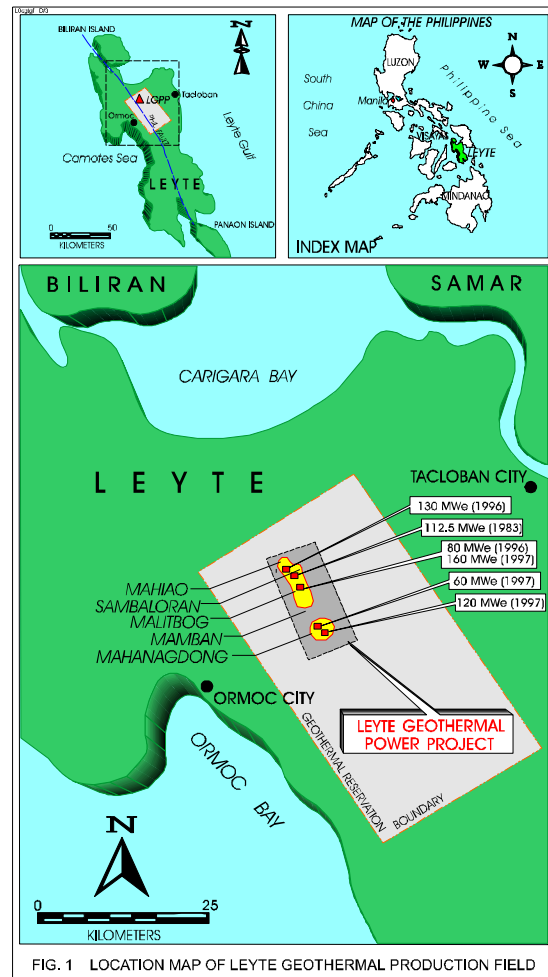 BILIRAN ISLAND
N
LGPP
Tacloban
Ormoc
Leyte Gulf
Camotes Sea
LEYTE
PANAON ISLAND
0 50
KILOMETERS
MAP OF THE PHILIPPINES
N
W E
S
LUZON
South
China
Sea
Philippine Sea
Manila
VISAYAS
LEYTE
MINDANAO
INDEX MAP
BILIRAN
SAMAR
CARIGARA BAY
LEYTE
TACLOBAN CITY
130 MWe (1996)
112.5 MWe (1983)
80 MWe (1996)
160 MWe (1997)
60 MWe (1997)
120 MWe (1997)
MAHIAO
SAMBALORAN
MALITBOG
MAMBAN
MAHANAGDONG
ORMOC CITY
LEYTE GEOTHERMAL
POWER PROJECT
GEOTHERMAL RESERVATION
BOUNDARY
ORMOC BAY
N
0 25
KILOMETERS
FIG. 1 LOCATION MAP OF LEYTE GEOTHERMAL PRODUCTION FIELD